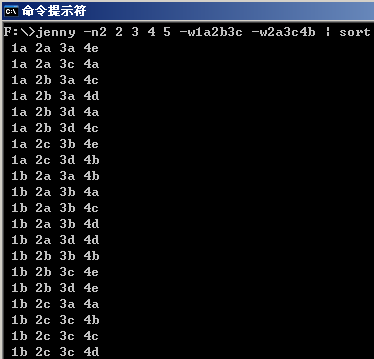 命令提示符
F:\>jenny -n2 2 3 4 5 -w1a2b3c -w2a3c4b | sort
1a 2a 3a 4e
1a 2a 3c 4a
1a 2b 3a 4c
1a 2b 3d 4a
1a 2b 3d 4c
1a 2c 3b 4e
1a 2c 3d 4b
1b 2a 3a 4b
1b 2a 3b 4a
1b 2a 3b 4c
1b 2a 3b 4d
1b 2a 3d 4e
1b 2b 3a 4d
1b 2b 3b 4b
1b 2b 3c 4e
1b 2b 3d 4e
1b 2c 3a 4a
1b 2c 3c 4b
1b 2c 3c 4c
1b 2c 3c 4d